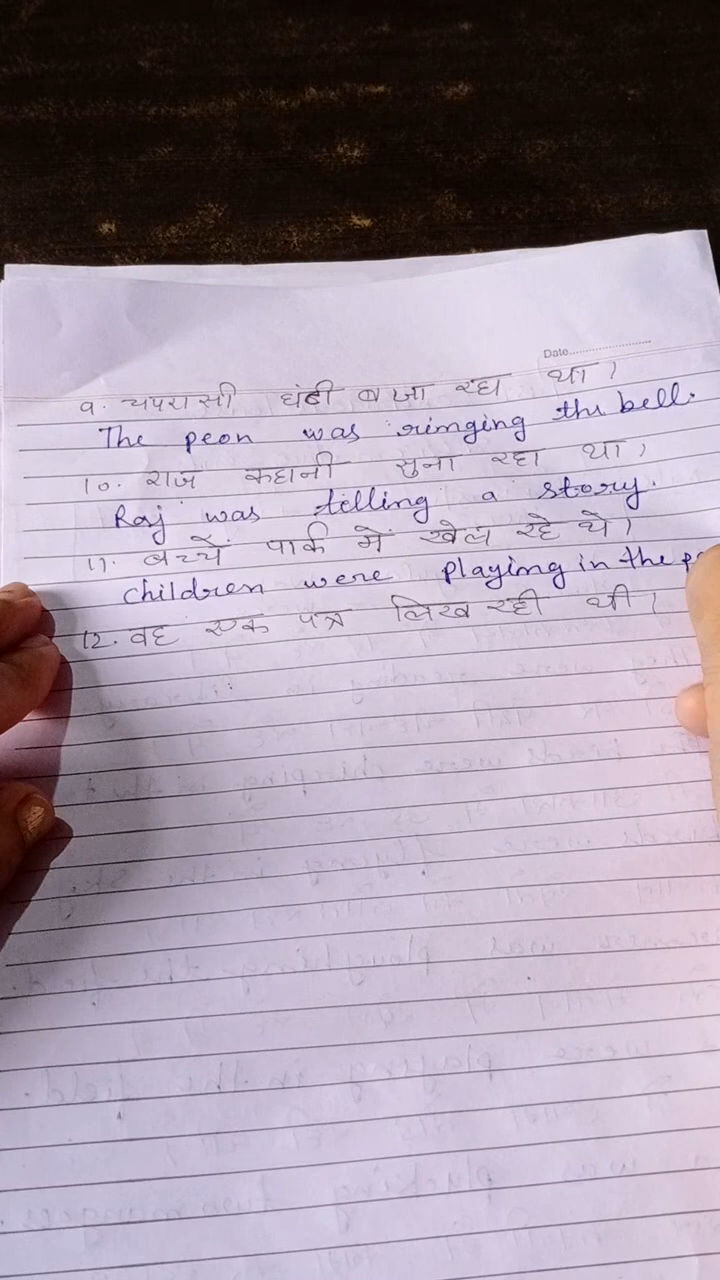 Date....................
9. चपरासी घंटी बजा रहा था।
The peon was ringing the bell.
10. राज कहानी सुना रहा था।
Raj was telling a story.
11. बच्चें पार्क में खेल रहे थे।
children were playing in the
12. वह एक पत्र लिख रही थी।